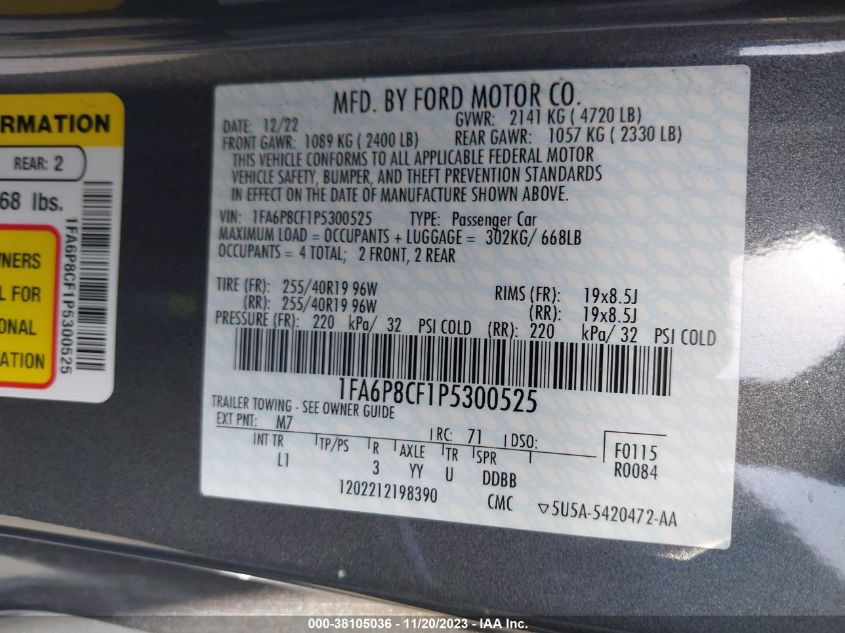 RMATION
REAR: 2
68 lbs.
WNERS
L FOR
ONAL
ATION
1FA6P8CF1P5300525
MFD. BY FORD MOTOR CO.
DATE: 12/22 GVWR: 2141 KG ( 4720 LB)
FRONT GAWR: 1089 KG ( 2400 LB) REAR GAWR: 1057 KG ( 2330 LB)
THIS VEHICLE CONFORMS TO ALL APPLICABLE FEDERAL MOTOR
VEHICLE SAFETY, BUMPER, AND THEFT PREVENTION STANDARDS
IN EFFECT ON THE DATE OF MANUFACTURE SHOWN ABOVE.
VIN: 1FA6P8CF1P5300525 TYPE: Passenger Car
MAXIMUM LOAD = OCCUPANTS + LUGGAGE = 302KG/ 668LB
OCCUPANTS = 4 TOTAL; 2 FRONT, 2 REAR
TIRE (FR): 255/40R19 96W RIMS (FR): 19x8.5J
(RR): 255/40R19 96W (RR): 19x8.5J
PRESSURE (FR): 220 kPa/ 32 PSI COLD (RR): 220 kPa/ 32 PSI COLD
1FA6P8CF1P5300525
TRAILER TOWING - SEE OWNER GUIDE
EXT PNT: M7 RC: 71 DSO: F0115
INT TR TP/PS R AXLE TR SPR R0084
L1 3 YY U DDBB
1202212198390 CMC ▽5U5A-5420472-AA
000-38105036 - 11/20/2023 - IAA Inc.